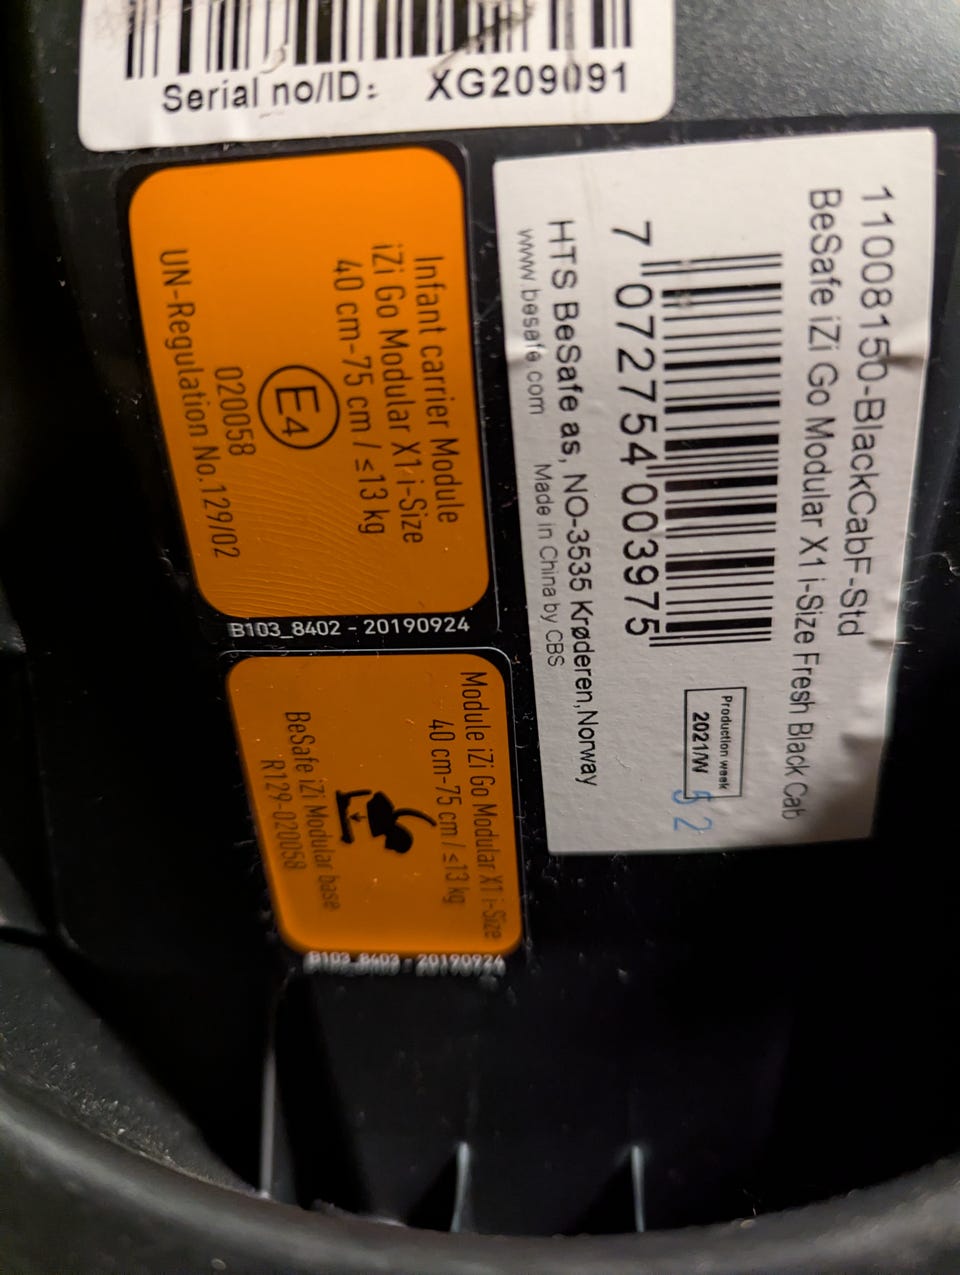 Serial no/ID: XG209091
11008150-BlackCabF-Std
BeSafe iZi Go Modular X1 i-Size Fresh Black Cab
7 072754 003975
Production week
2021/W 52
HTS BeSafe as, NO-3535 Krøderen,Norway
www.besafe.com Made in China by CBS
Infant carrier Module
iZi Go Modular X1 i-Size
40 cm-75 cm / ≤13 kg
E4
020058
UN-Regulation No.129/02
B103_8402 - 20190924
Module iZi Go Modular X1 i-Size
40 cm-75 cm / ≤13 kg
BeSafe iZi Modular base
R129-020058
B103_8403 - 20190924